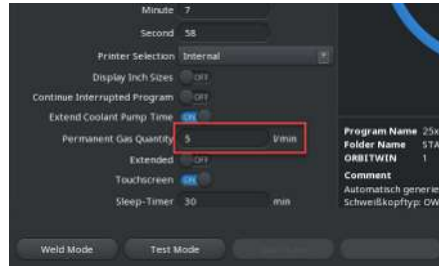 Minute 7
Second 58
Printer Selection Internal
Display Inch Sizes OFF
Continue Interrupted Program OFF
Extend Coolant Pump Time ON
Permanent Gas Quantity 5 l/min
Extended OFF
Touchscreen ON
Sleep-Timer 30 min
Program Name 25x
Folder Name STA
ORBITWIN 1
Comment
Automatisch generie
Schweißkopftyp: OW
Weld Mode Test Mode